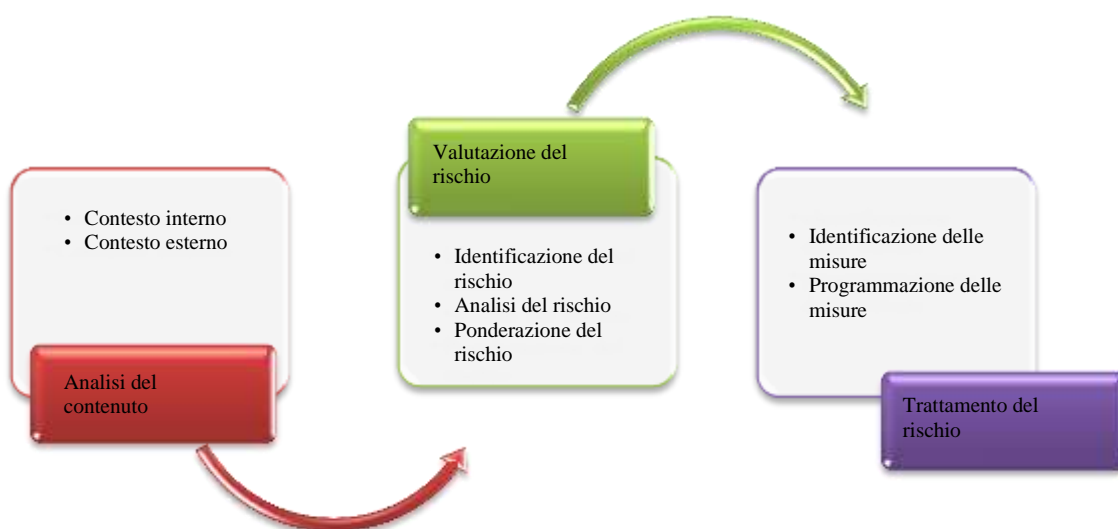 • Contesto interno
• Contesto esterno
Analisi del
contenuto
Valutazione del
rischio
• Identificazione del
rischio
• Analisi del rischio
• Ponderazione del
rischio
• Identificazione delle
misure
• Programmazione delle
misure
Trattamento del
rischio